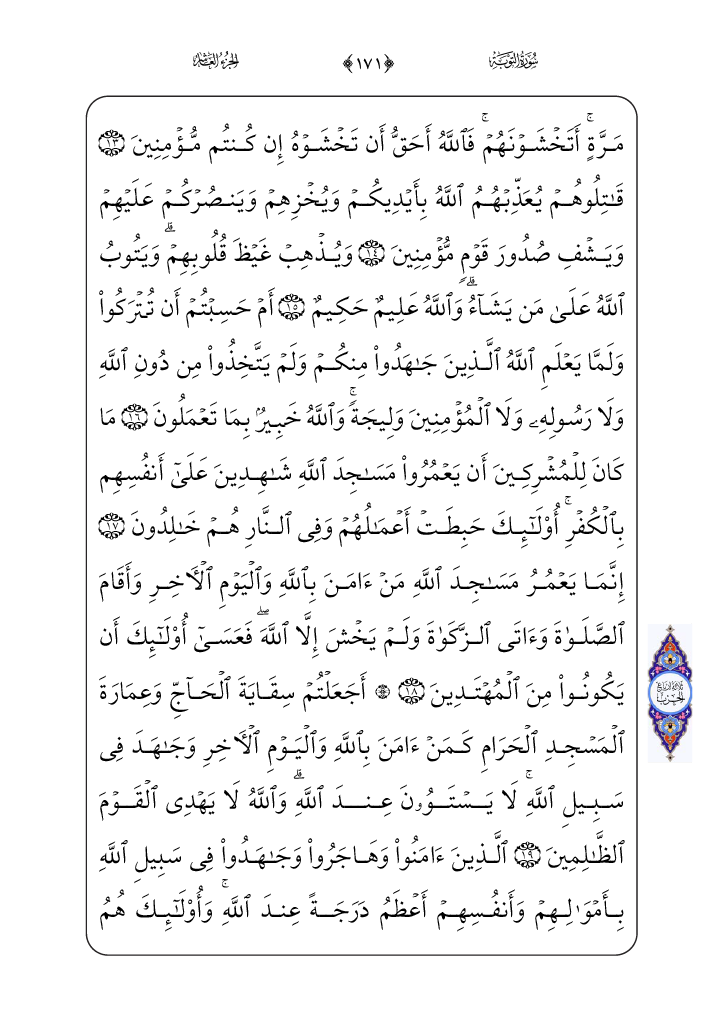 سُورَةُ التَّوۡبَةِ ﴿١٧١﴾ الجُزءُ العَاشِرُ
مَرَّةٍۚ أَتَخۡشَوۡنَهُمۡۚ فَٱللَّهُ أَحَقُّ أَن تَخۡشَوۡهُ إِن كُنتُم مُّؤۡمِنِينَ ١٣
قَٰتِلُوهُمۡ يُعَذِّبۡهُمُ ٱللَّهُ بِأَيۡدِيكُمۡ وَيُخۡزِهِمۡ وَيَنصُرۡكُمۡ عَلَيۡهِمۡ
وَيَشۡفِ صُدُورَ قَوۡمٖ مُّؤۡمِنِينَ ١٤ وَيُذۡهِبۡ غَيۡظَ قُلُوبِهِمۡۗ وَيَتُوبُ
ٱللَّهُ عَلَىٰ مَن يَشَآءُۗ وَٱللَّهُ عَلِيمٌ حَكِيمٌ ١٥ أَمۡ حَسِبۡتُمۡ أَن تُتۡرَكُواْ
وَلَمَّا يَعۡلَمِ ٱللَّهُ ٱلَّذِينَ جَٰهَدُواْ مِنكُمۡ وَلَمۡ يَتَّخِذُواْ مِن دُونِ ٱللَّهِ
وَلَا رَسُولِهِۦ وَلَا ٱلۡمُؤۡمِنِينَ وَلِيجَةٗۚ وَٱللَّهُ خَبِيرُۢ بِمَا تَعۡمَلُونَ ١٦ مَا
كَانَ لِلۡمُشۡرِكِينَ أَن يَعۡمُرُواْ مَسَٰجِدَ ٱللَّهِ شَٰهِدِينَ عَلَىٰٓ أَنفُسِهِم
بِٱلۡكُفۡرِۚ أُوْلَٰٓئِكَ حَبِطَتۡ أَعۡمَٰلُهُمۡ وَفِي ٱلنَّارِ هُمۡ خَٰلِدُونَ ١٧
إِنَّمَا يَعۡمُرُ مَسَٰجِدَ ٱللَّهِ مَنۡ ءَامَنَ بِٱللَّهِ وَٱلۡيَوۡمِ ٱلۡأٓخِرِ وَأَقَامَ
ٱلصَّلَوٰةَ وَءَاتَى ٱلزَّكَوٰةَ وَلَمۡ يَخۡشَ إِلَّا ٱللَّهَۖ فَعَسَىٰٓ أُوْلَٰٓئِكَ أَن
يَكُونُواْ مِنَ ٱلۡمُهۡتَدِينَ ١٨ ۞ أَجَعَلۡتُمۡ سِقَايَةَ ٱلۡحَآجِّ وَعِمَارَةَ
ٱلۡمَسۡجِدِ ٱلۡحَرَامِ كَمَنۡ ءَامَنَ بِٱللَّهِ وَٱلۡيَوۡمِ ٱلۡأٓخِرِ وَجَٰهَدَ فِي
سَبِيلِ ٱللَّهِۚ لَا يَسۡتَوُۥنَ عِندَ ٱللَّهِۗ وَٱللَّهُ لَا يَهۡدِي ٱلۡقَوۡمَ
ٱلظَّٰلِمِينَ ١٩ ٱلَّذِينَ ءَامَنُواْ وَهَاجَرُواْ وَجَٰهَدُواْ فِي سَبِيلِ ٱللَّهِ
بِأَمۡوَٰلِهِمۡ وَأَنفُسِهِمۡ أَعۡظَمُ دَرَجَةً عِندَ ٱللَّهِۚ وَأُوْلَٰٓئِكَ هُمُ
ثلاثة أرباع
الحزب